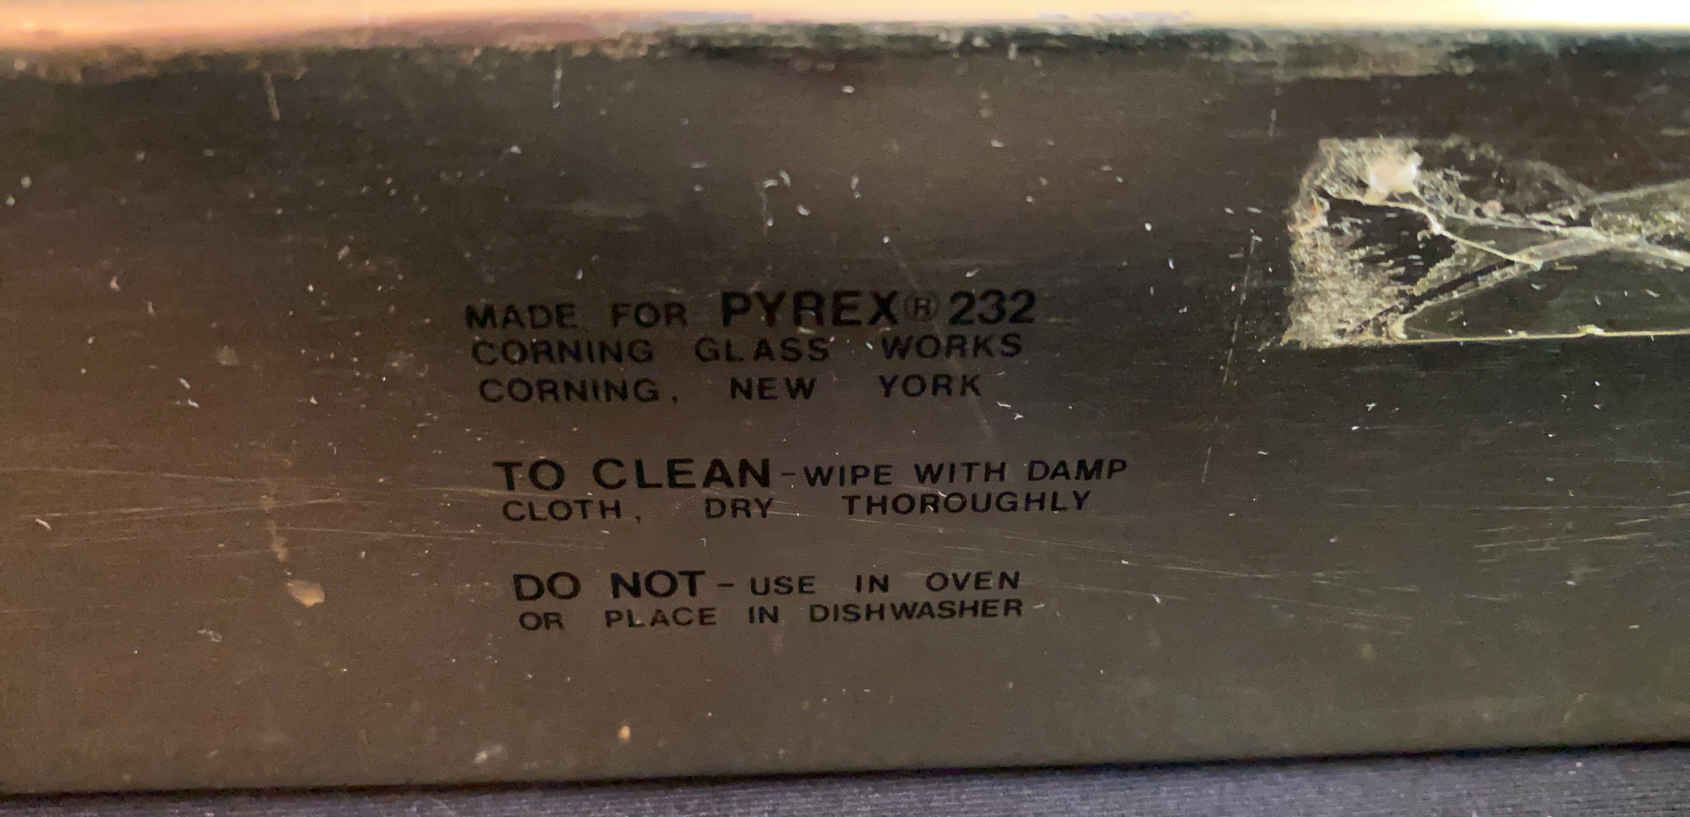 MADE FOR PYREX® 232
CORNING GLASS WORKS
CORNING, NEW YORK
TO CLEAN-WIPE WITH DAMP
CLOTH, DRY THOROUGHLY
DO NOT-USE IN OVEN
OR PLACE IN DISHWASHER